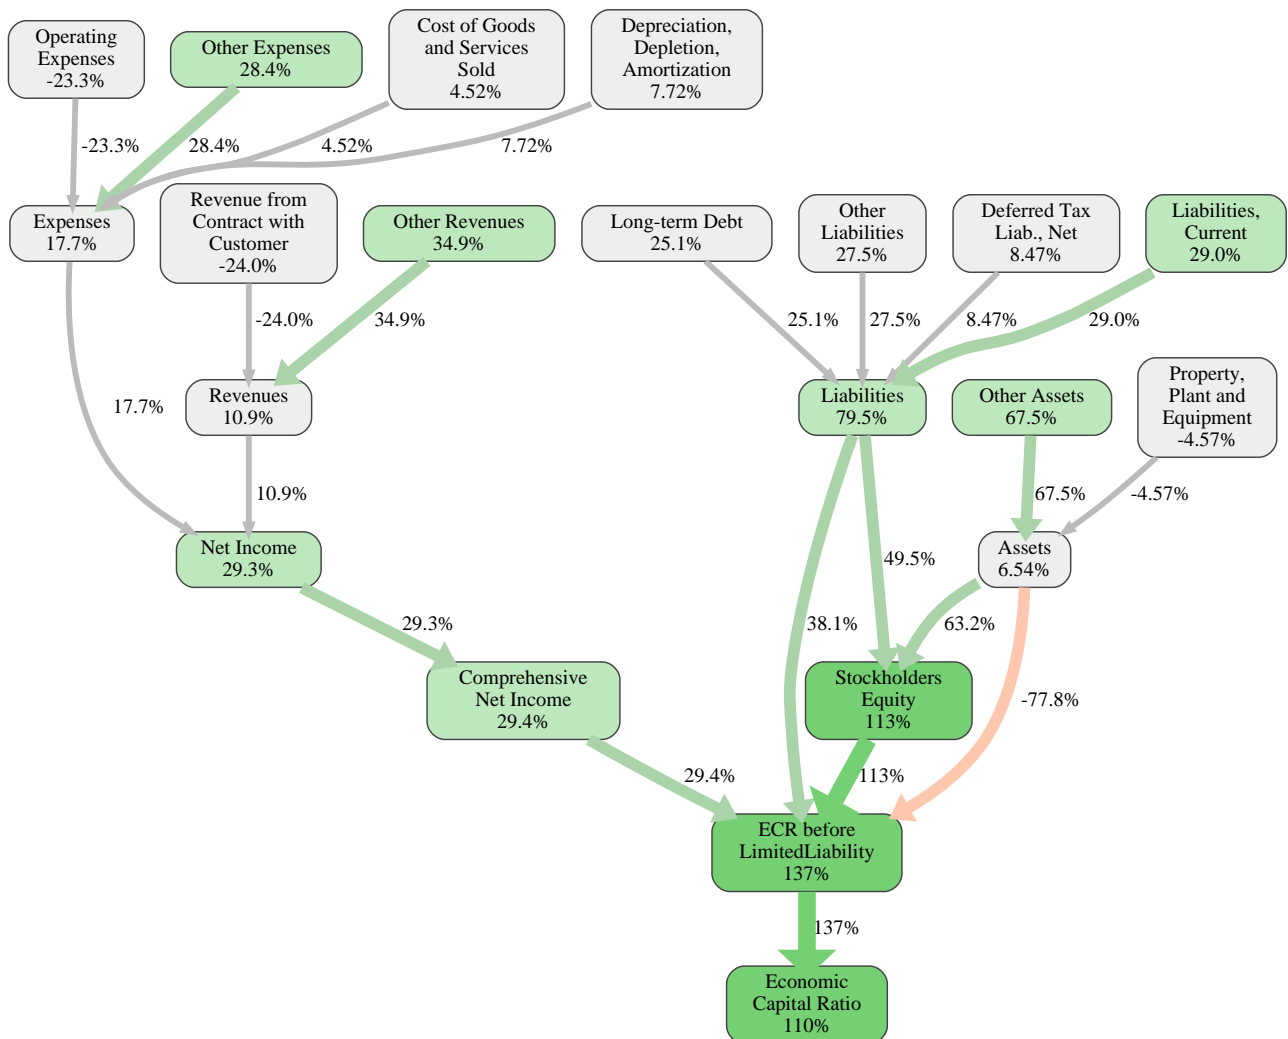 Operating
Expenses
-23.3%
Other Expenses
28.4%
Cost of Goods
and Services
Sold
4.52%
Depreciation,
Depletion,
Amortization
7.72%
-23.3%
28.4%
4.52%
7.72%
Expenses
17.7%
Revenue from
Contract with
Customer
-24.0%
Other Revenues
34.9%
Long-term Debt
25.1%
Other
Liabilities
27.5%
Deferred Tax
Liab., Net
8.47%
Liabilities,
Current
29.0%
-24.0%
34.9%
25.1%
27.5%
8.47%
29.0%
17.7%
Revenues
10.9%
Liabilities
79.5%
Other Assets
67.5%
Property,
Plant and
Equipment
-4.57%
10.9%
67.5%
-4.57%
Net Income
29.3%
49.5%
Assets
6.54%
29.3%
38.1%
63.2%
-77.8%
Comprehensive
Net Income
29.4%
Stockholders
Equity
113%
29.4%
113%
ECR before
LimitedLiability
137%
137%
Economic
Capital Ratio
110%